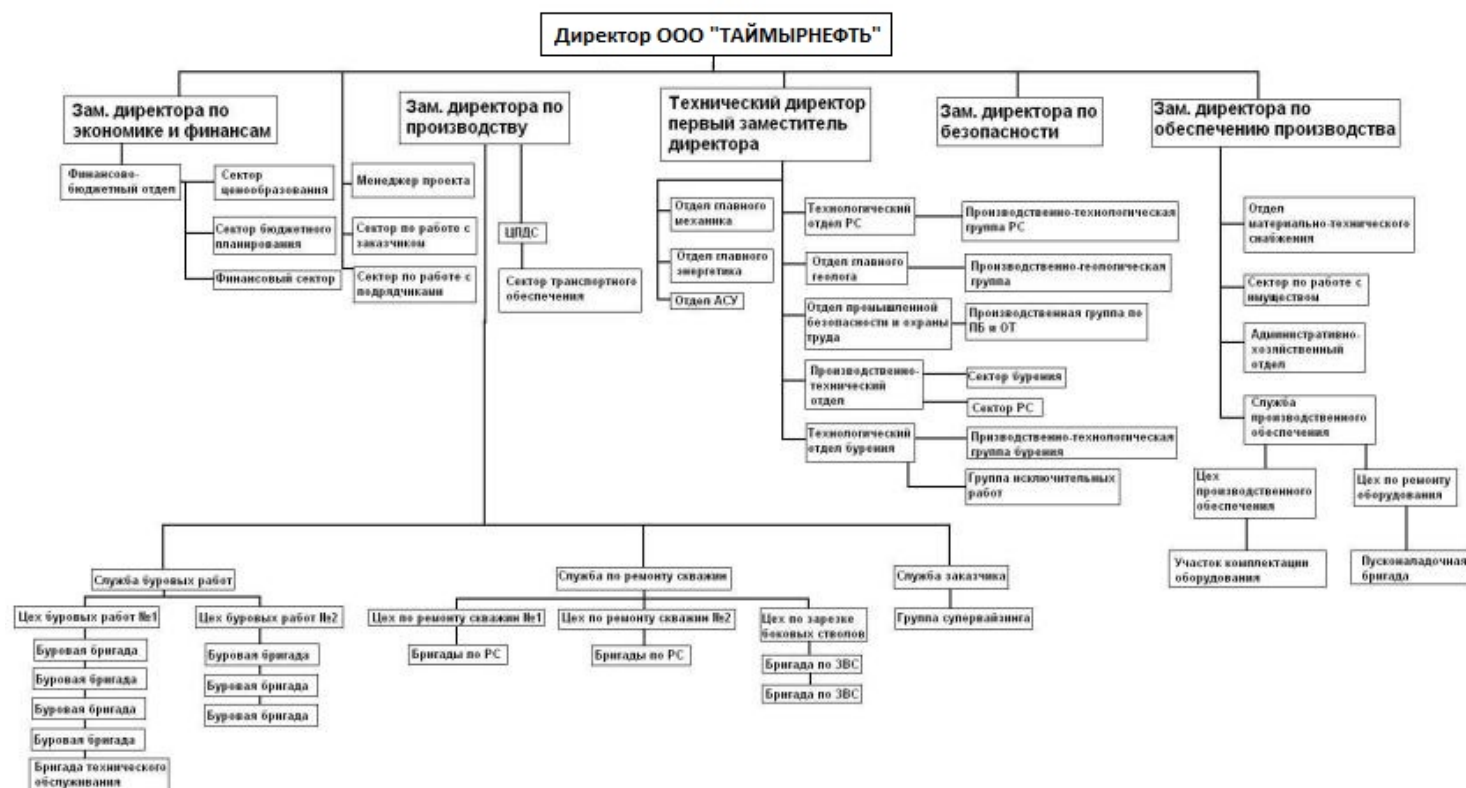 Директор ООО "ТАЙМЫРНЕФТЬ"
Зам. директора по
экономике и финансам
Зам. директора по
производству
Технический директор
первый заместитель
директора
Зам. директора по
безопасности
Зам. директора по
обеспечению производства
Финансово-
бюджетный отдел
Сектор
ценообразования
Сектор бюджетного
планирования
Финансовый сектор
Менеджер проекта
Сектор по работе с
заказчиком
Сектор по работе с
подрядчиками
ЦПДС
Сектор транспортного
обеспечения
Отдел главного
механика
Отдел главного
энергетика
Отдел АСУ
Технологический
отдел РС
Отдел главного
геолога
Отдел промышленной
безопасности и охраны
труда
Производственно-
технический
отдел
Технологический
отдел бурения
Производственно-технологическая
группа РС
Производственно-геологическая
группа
Производственная группа по
ПБ и ОТ
Сектор бурения
Сектор РС
Призводственно-технологическая
группа бурения
Группа исключительных
работ
Отдел
материально-технического
снабжения
Сектор по работе с
имуществом
Административно-
хозяйственный
отдел
Служба
производственного
обеспечения
Цех
производственного
обеспечения
Цех по ремонту
оборудования
Участок комплектации
оборудования
Пусконаладочная
бригада
Служба буровых работ
Цех буровых работ №1
Буровая бригада
Буровая бригада
Буровая бригада
Буровая бригада
Бригада технического
обслуживания
Цех буровых работ №2
Буровая бригада
Буровая бригада
Буровая бригада
Служба по ремонту скважин
Цех по ремонту скважин №1
Бригады по РС
Цех по ремонту скважин №2
Бригады по РС
Цех по зарезке
боковых стволов
Бригада по ЗВС
Бригада по ЗВС
Служба заказчика
Группа супервайзинга